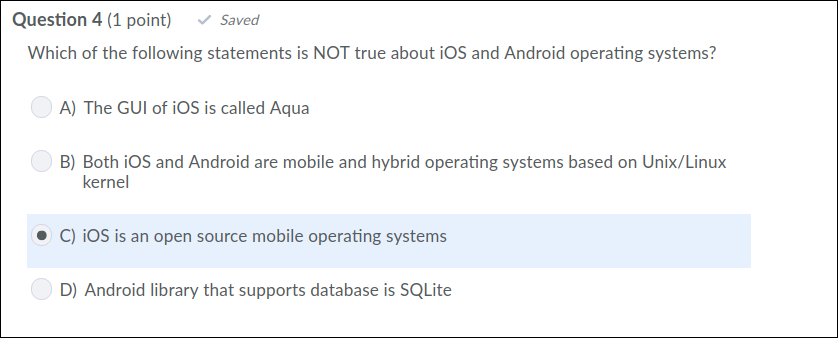 Question 4 (1 point) Saved
Which of the following statements is NOT true about iOS and Android operating systems?
A) The GUI of iOS is called Aqua
B) Both iOS and Android are mobile and hybrid operating systems based on Unix/Linux
kernel
C) iOS is an open source mobile operating systems
D) Android library that supports database is SQLite